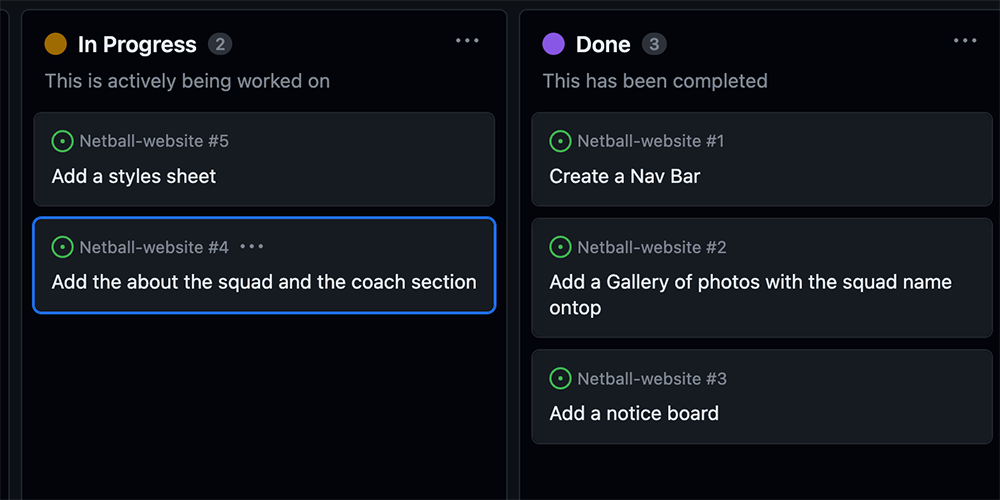 In Progress 2
This is actively being worked on
Netball-website #5
Add a styles sheet
Netball-website #4
Add the about the squad and the coach section
Done 3
This has been completed
Netball-website #1
Create a Nav Bar
Netball-website #2
Add a Gallery of photos with the squad name
ontop
Netball-website #3
Add a notice board